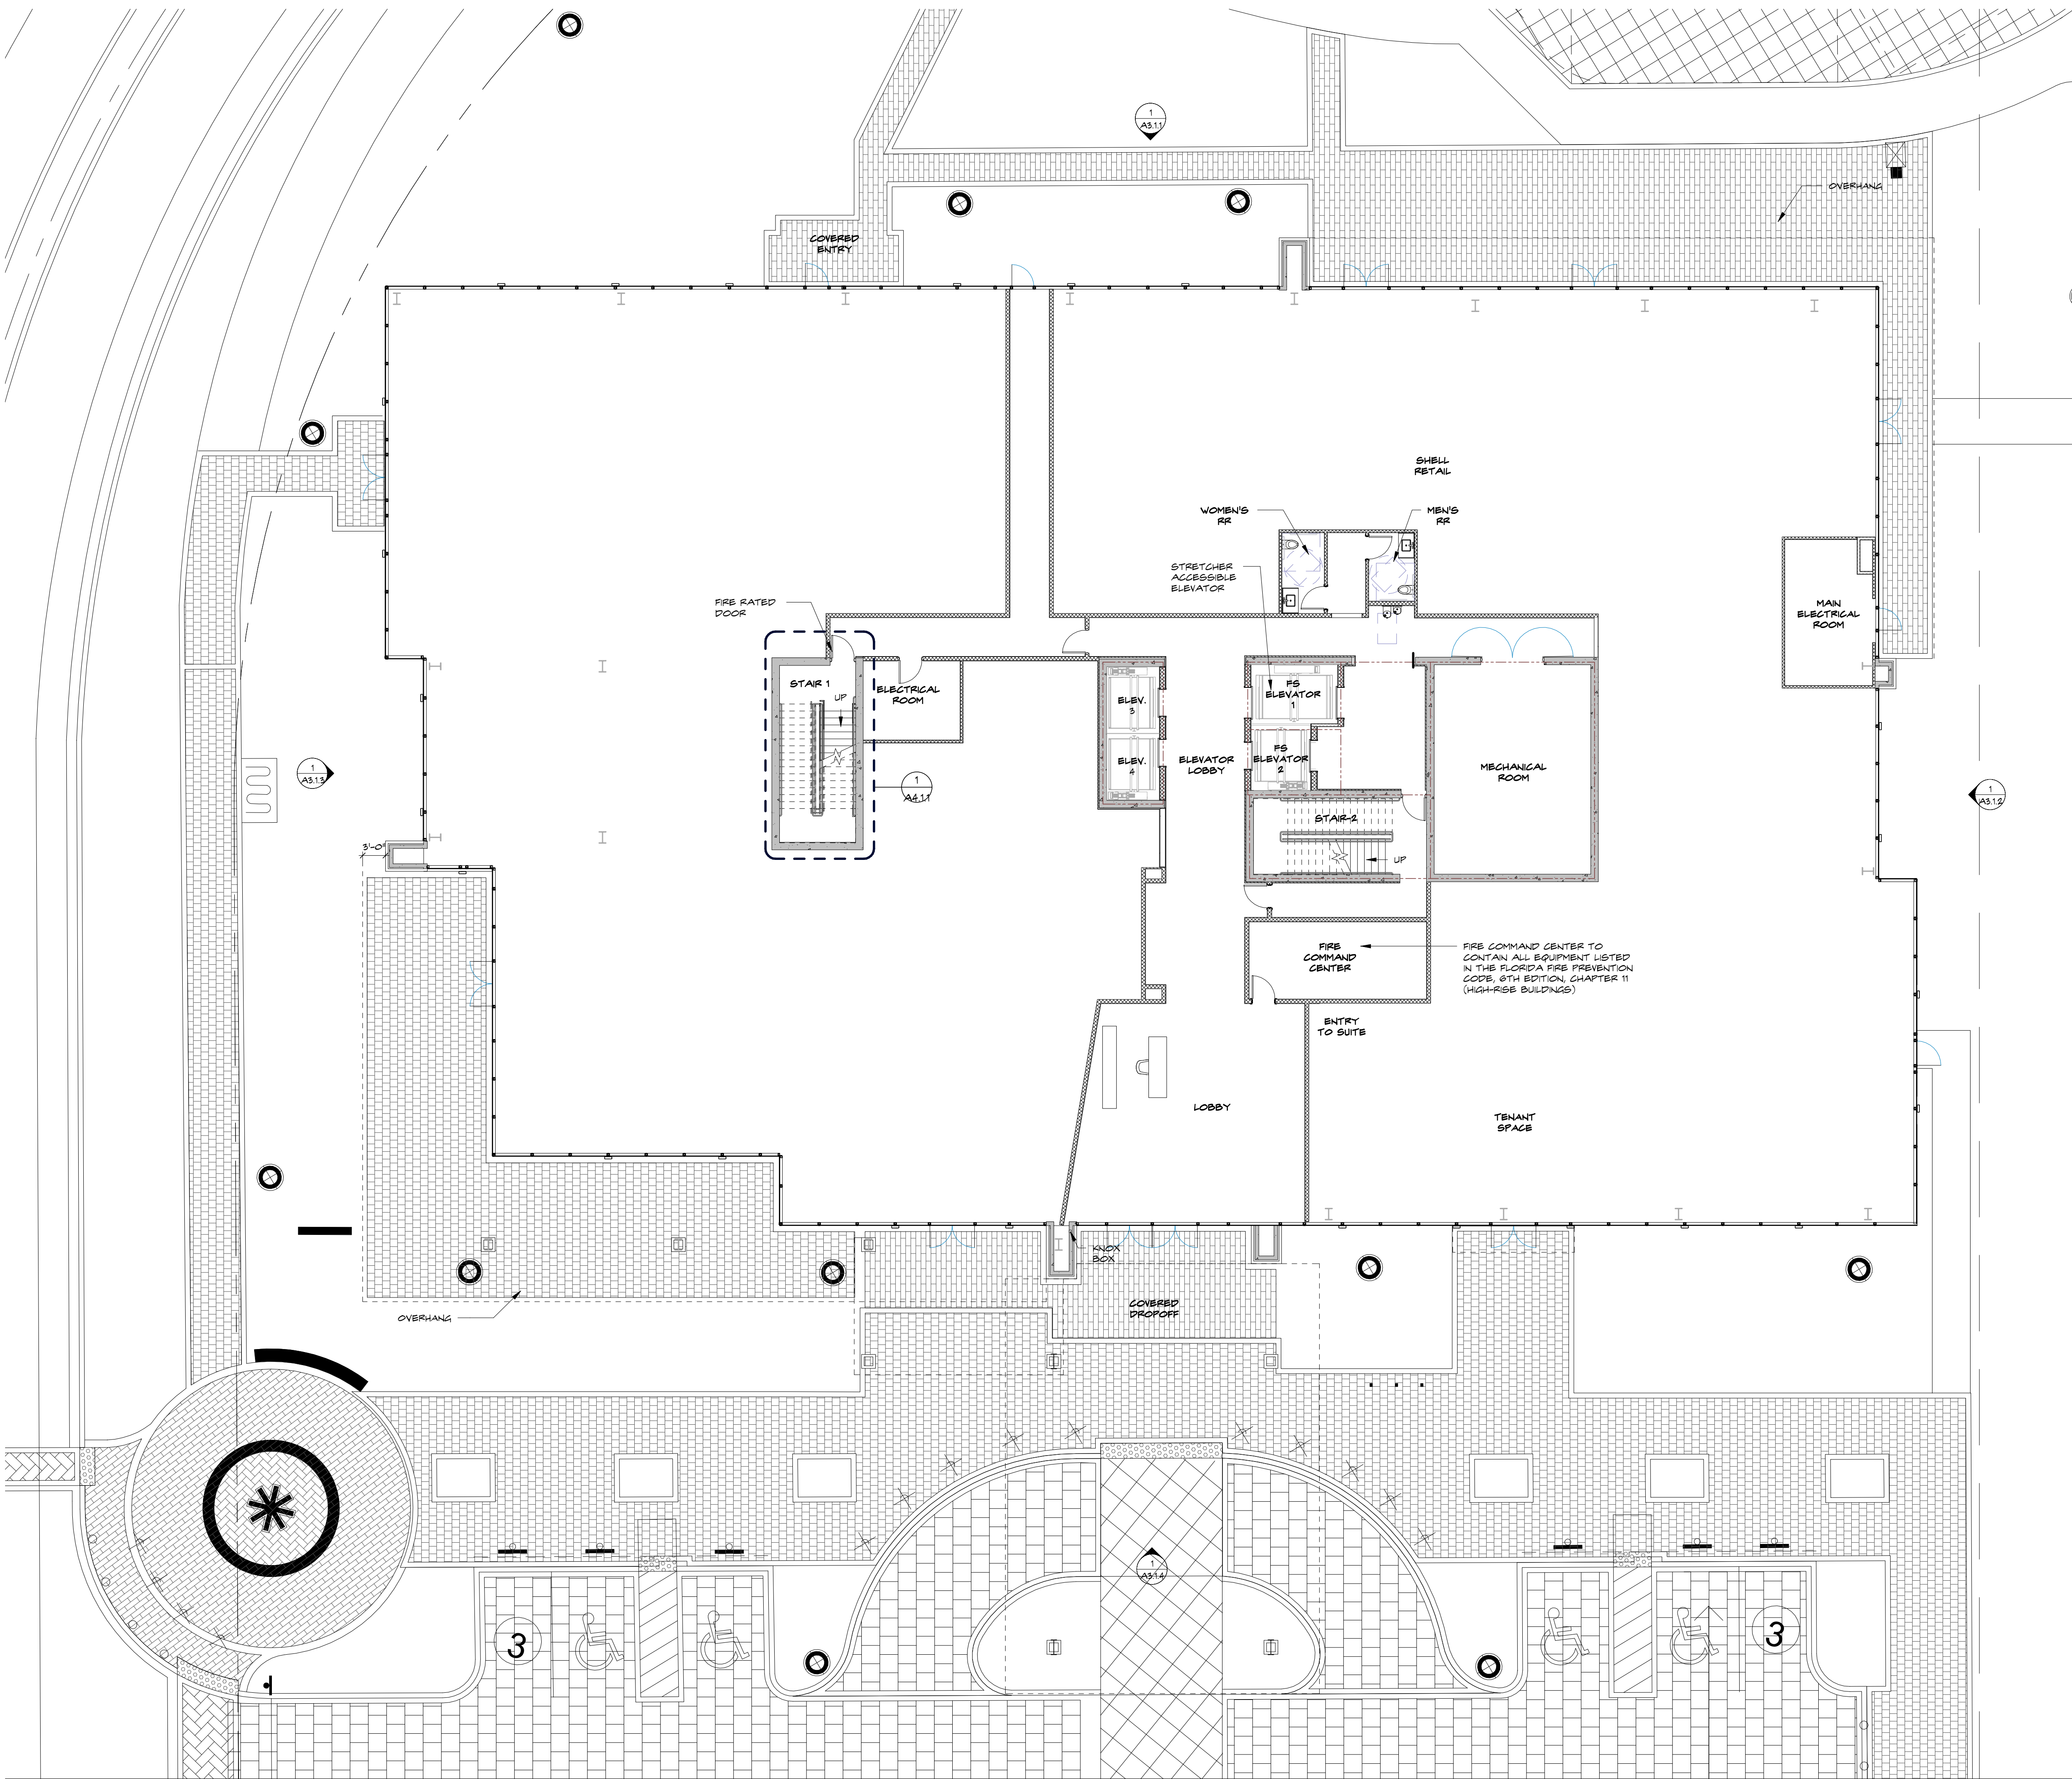 1
A3.1.1
OVERHANG
COVERED
ENTRY
SHELL
RETAIL
WOMEN'S
RR
MEN'S
RR
STRETCHER
ACCESSIBLE
ELEVATOR
FIRE RATED
DOOR
MAIN
ELECTRICAL
ROOM
STAIR 1
UP
ELECTRICAL
ROOM
ELEV.
3
FS
ELEVATOR
1
1
A3.1.3
1
A4.1.1
ELEV.
4
ELEVATOR
LOBBY
FS
ELEVATOR
2
MECHANICAL
ROOM
1
A3.1.2
STAIR-2
UP
3'-0"
FIRE
COMMAND
CENTER
FIRE COMMAND CENTER TO
CONTAIN ALL EQUIPMENT LISTED
IN THE FLORIDA FIRE PREVENTION
CODE, 6TH EDITION, CHAPTER 11
(HIGH-RISE BUILDINGS)
ENTRY
TO SUITE
LOBBY
TENANT
SPACE
KNOX
BOX
COVERED
DROPOFF
OVERHANG
1
A3.1.4
3
3